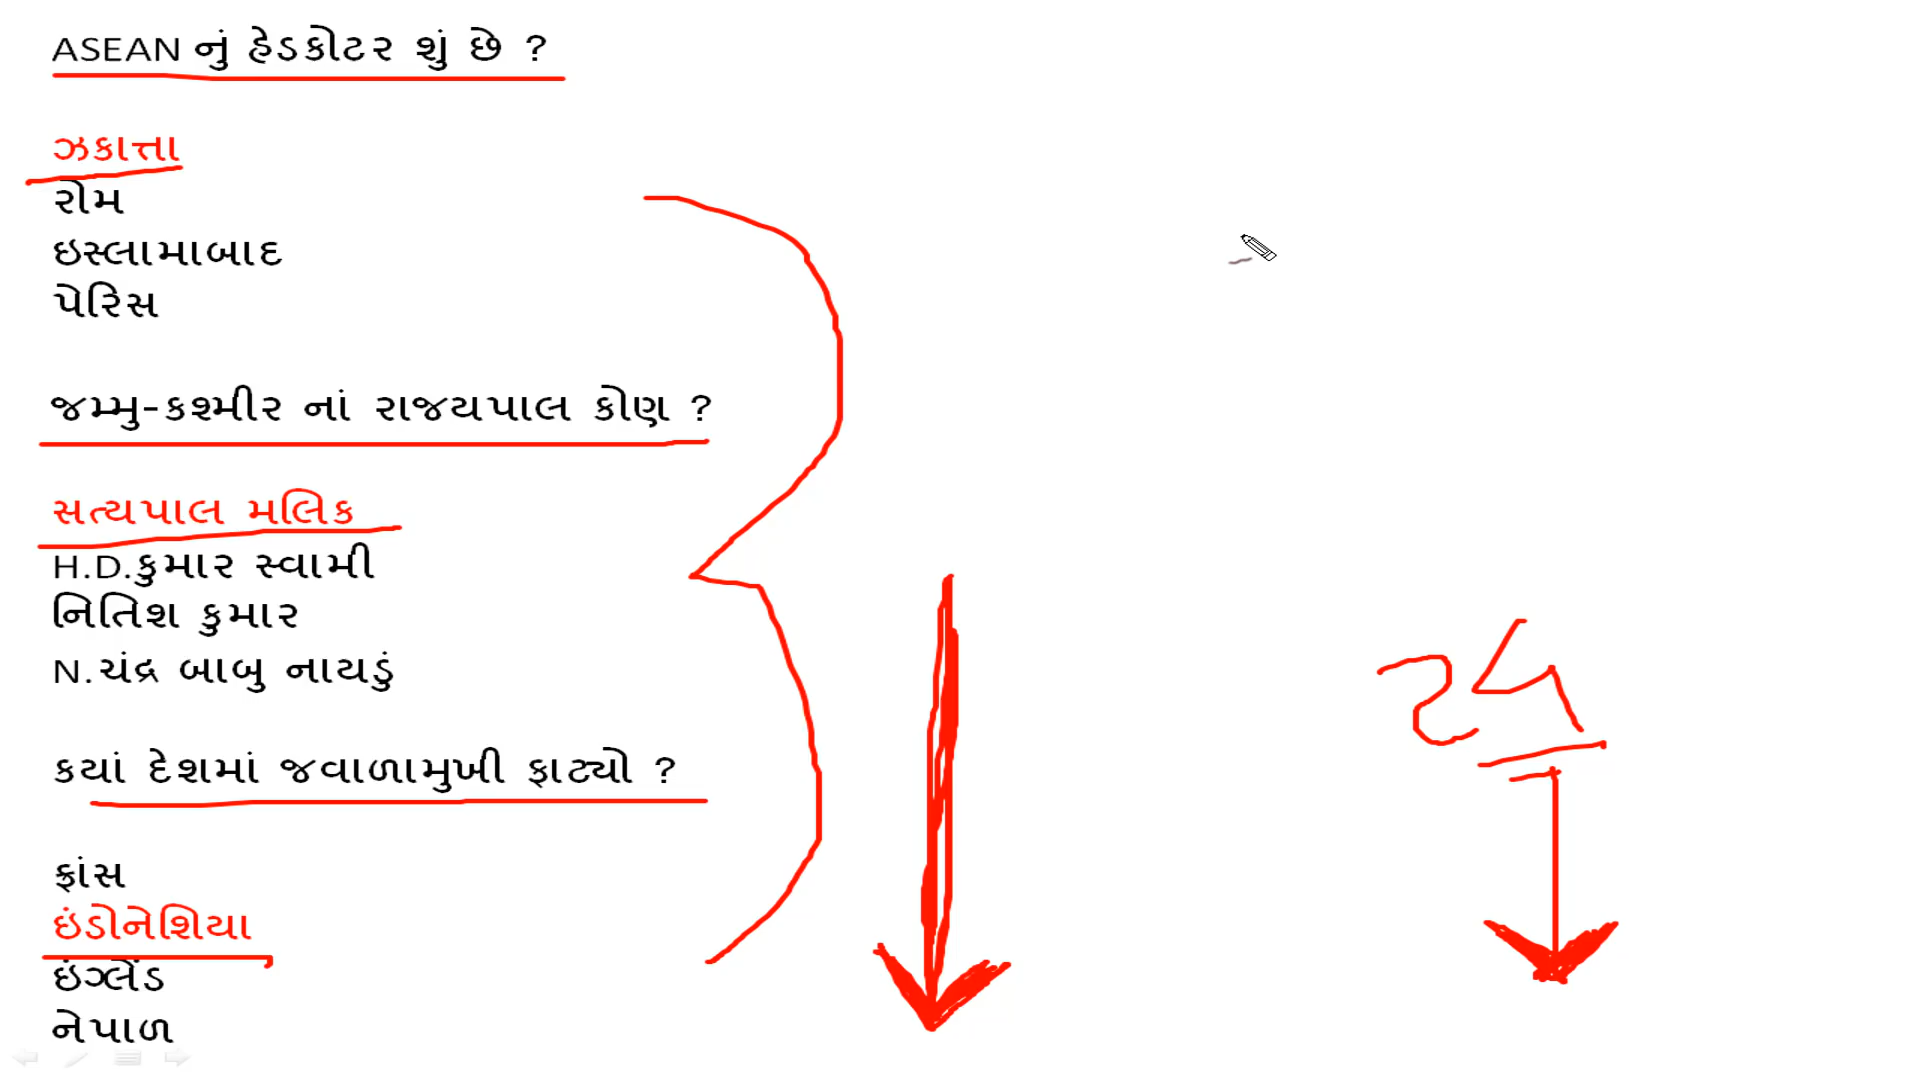 ASEAN નું હેડકોટર શું છે ?
ઝકાત્તા
રોમ
ઇસ્લામાબાદ
પેરિસ
જમ્મુ-કશ્મીર નાં રાજયપાલ કોણ ?
સત્યપાલ મલિક
H.D.કુમાર સ્વામી
નિતિશ કુમાર
N.ચંદ્ર બાબુ નાયડું
કયાં દેશમાં જવાળામુખી ફાટ્યો ?
ફ્રાંસ
ઇંડોનેશિયા
ઇંગ્લેંડ
નેપાળ